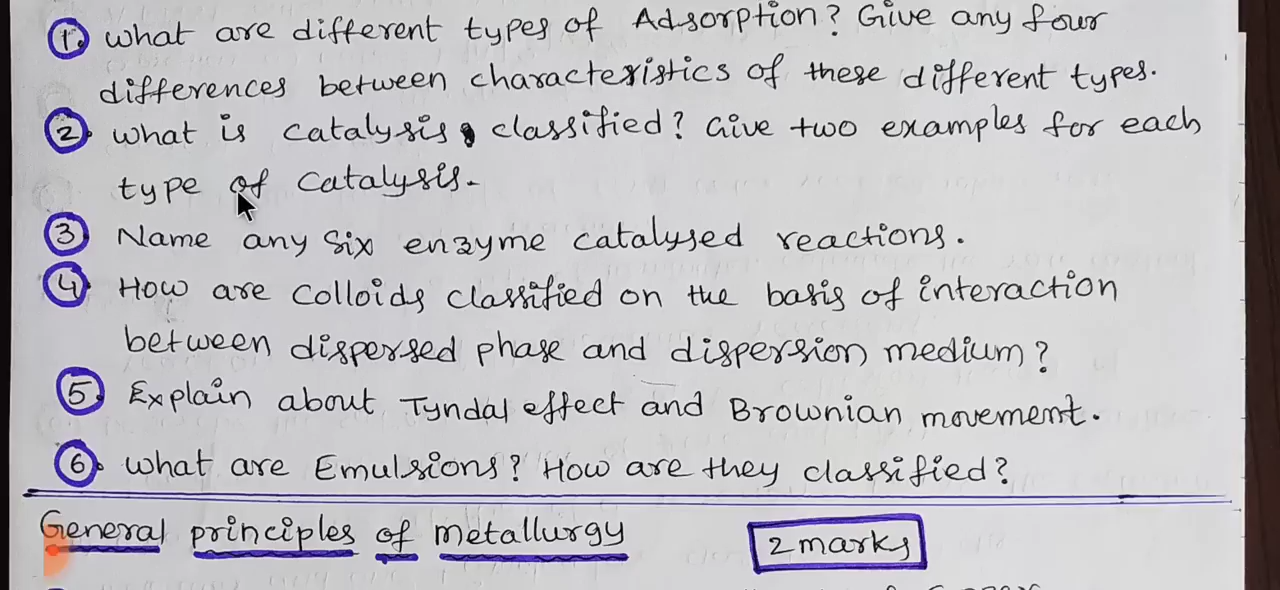 1. What are different types of Adsorption? Give any four
differences between characteristics of these different types.
2. What is catalysis, classified? Give two examples for each
type of catalysis.
3 Name any six enzyme catalysed reactions.
4 How are colloids classified on the basis of interaction
between dispersed phase and dispersion medium?
5. Explain about Tyndal effect and Brownian movement.
6. What are Emulsions? How are they classified?
General principles of metallurgy 2 marks